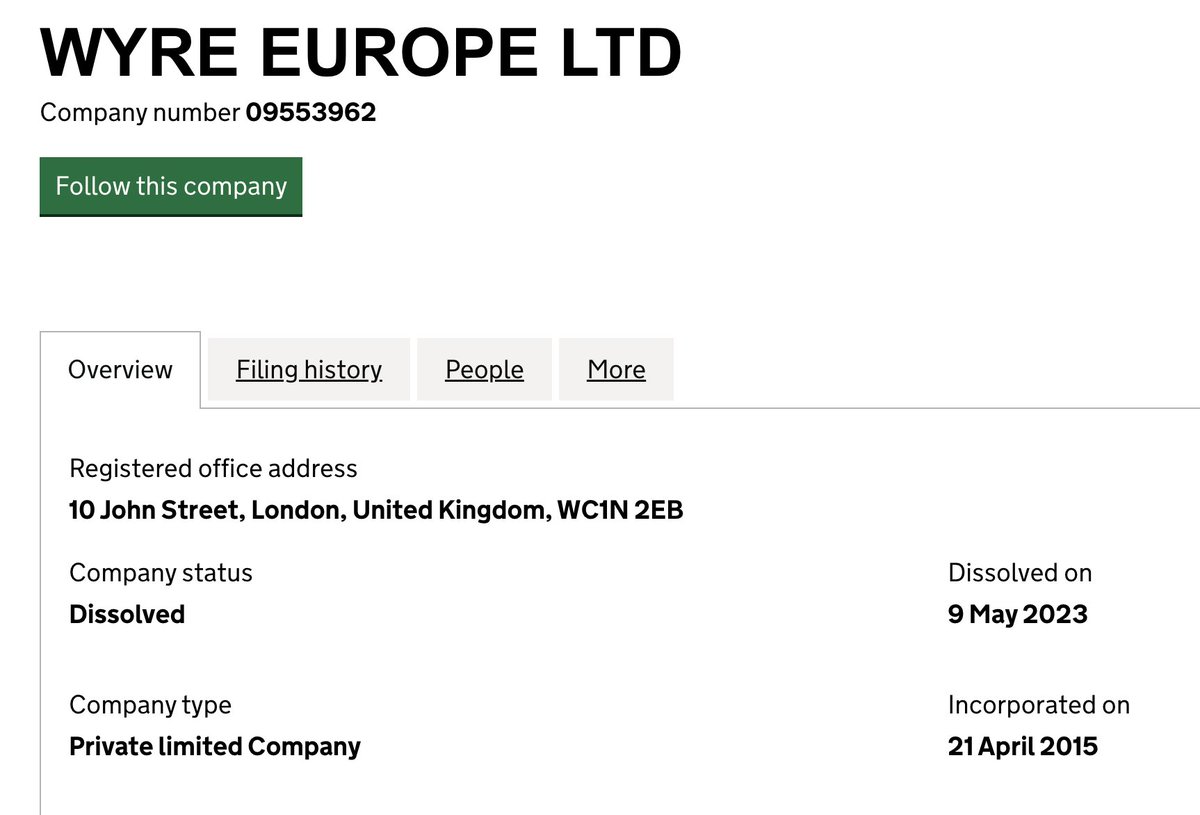 WYRE EUROPE LTD
Company number 09553962
Follow this company
Overview Filing history People More
Registered office address
10 John Street, London, United Kingdom, WC1N 2EB
Company status
Dissolved
Dissolved on
9 May 2023
Company type
Private limited Company
Incorporated on
21 April 2015